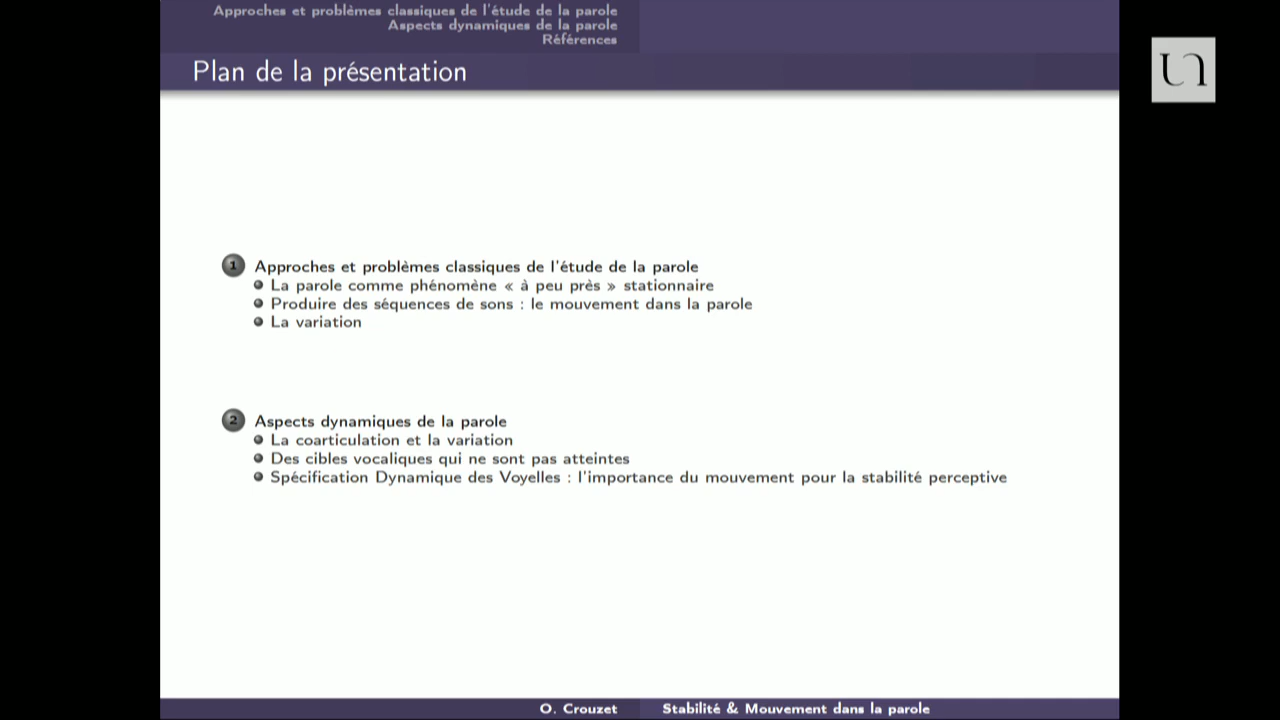 Approches et problèmes classiques de l'étude de la parole
Aspects dynamiques de la parole
Références
Plan de la présentation
1 Approches et problèmes classiques de l'étude de la parole
La parole comme phénomène « à peu près » stationnaire
Produire des séquences de sons : le mouvement dans la parole
La variation
2 Aspects dynamiques de la parole
La coarticulation et la variation
Des cibles vocaliques qui ne sont pas atteintes
Spécification Dynamique des Voyelles : l'importance du mouvement pour la stabilité perceptive
O. Crouzet Stabilité & Mouvement dans la parole